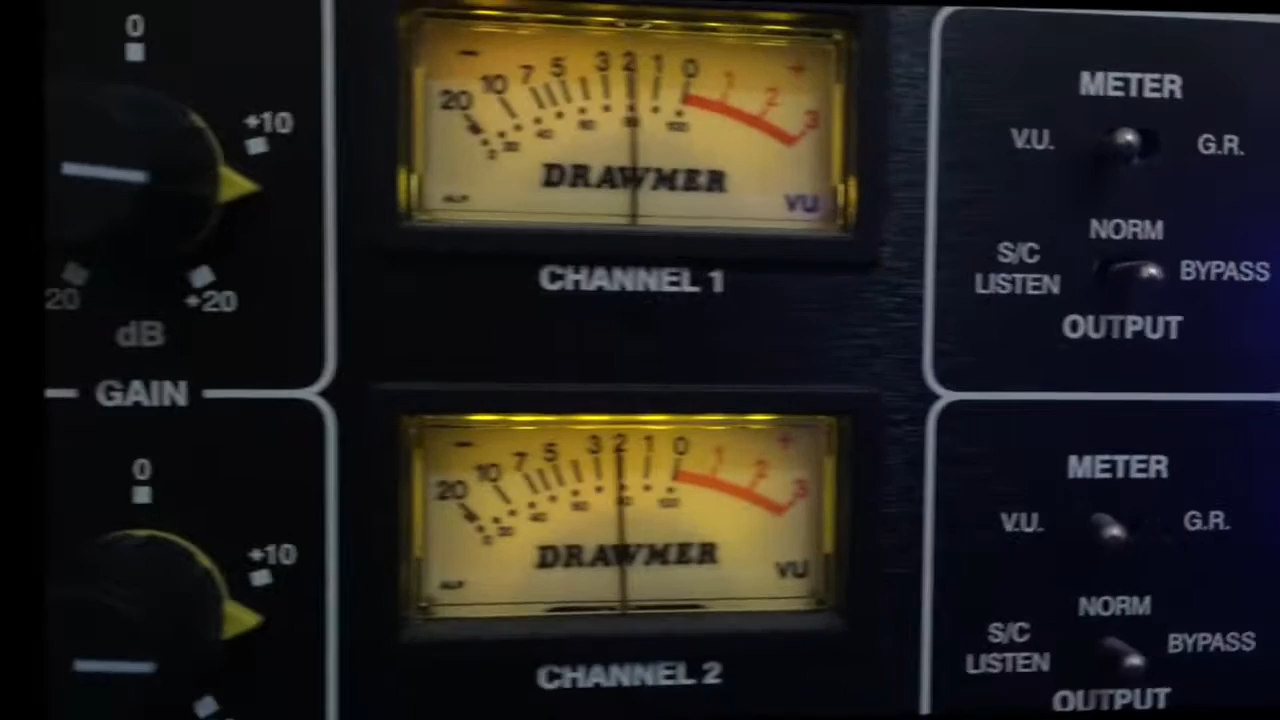 0
+10
20
+20
dB
GAIN
0
+10
- 20 10 7 5 3 2 1 0 1 2 3 +
DRAWMER
VU
CHANNEL 1
- 20 10 7 5 3 2 1 0 1 2 3 +
DRAWMER
VU
CHANNEL 2
METER
V.U.
G.R.
NORM
S/C
LISTEN
BYPASS
OUTPUT
METER
V.U.
G.R.
NORM
S/C
LISTEN
BYPASS
OUTPUT